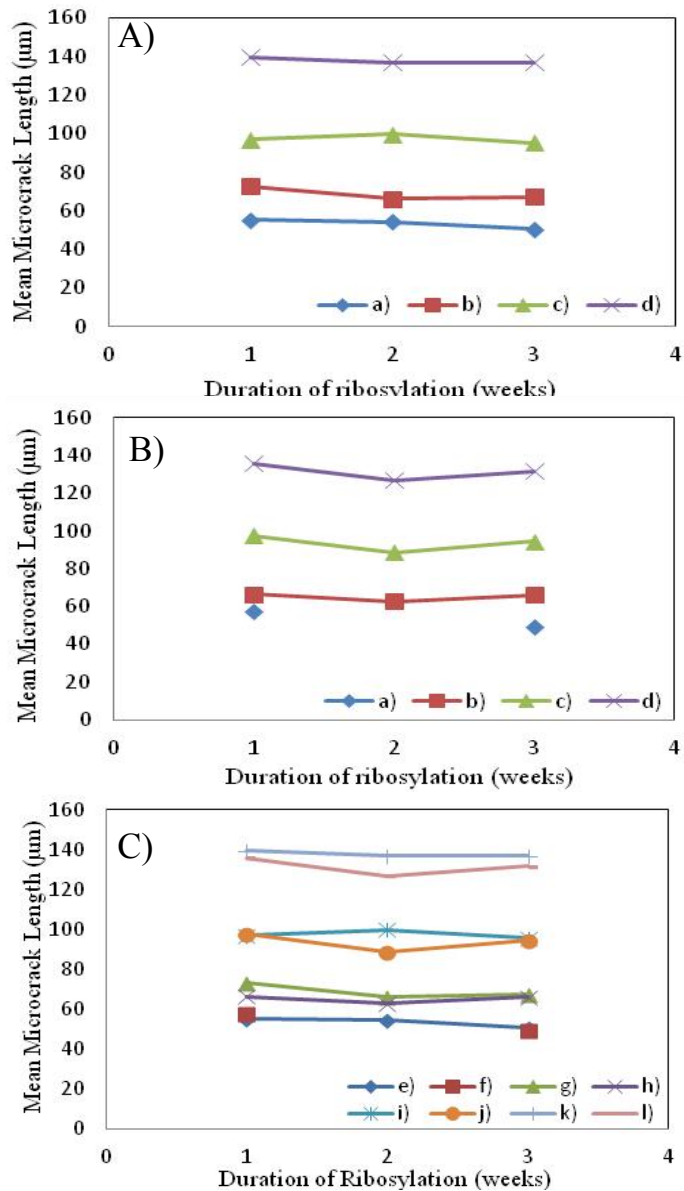 A)
Mean Microcrack Length (µm)
160
140
120
100
80
60
40
20
0
a) b) c) d)
0 1 2 3 4
Duration of ribosylation (weeks)
B)
Mean Microcrack Length (µm)
160
140
120
100
80
60
40
20
0
a) b) c) d)
0 1 2 3 4
Duration of ribosylation (weeks)
C)
Mean Microcrack Length (µm)
160
140
120
100
80
60
40
20
0
e) f) g) h)
i) j) k) l)
0 1 2 3 4
Duration of Ribosylation (weeks)